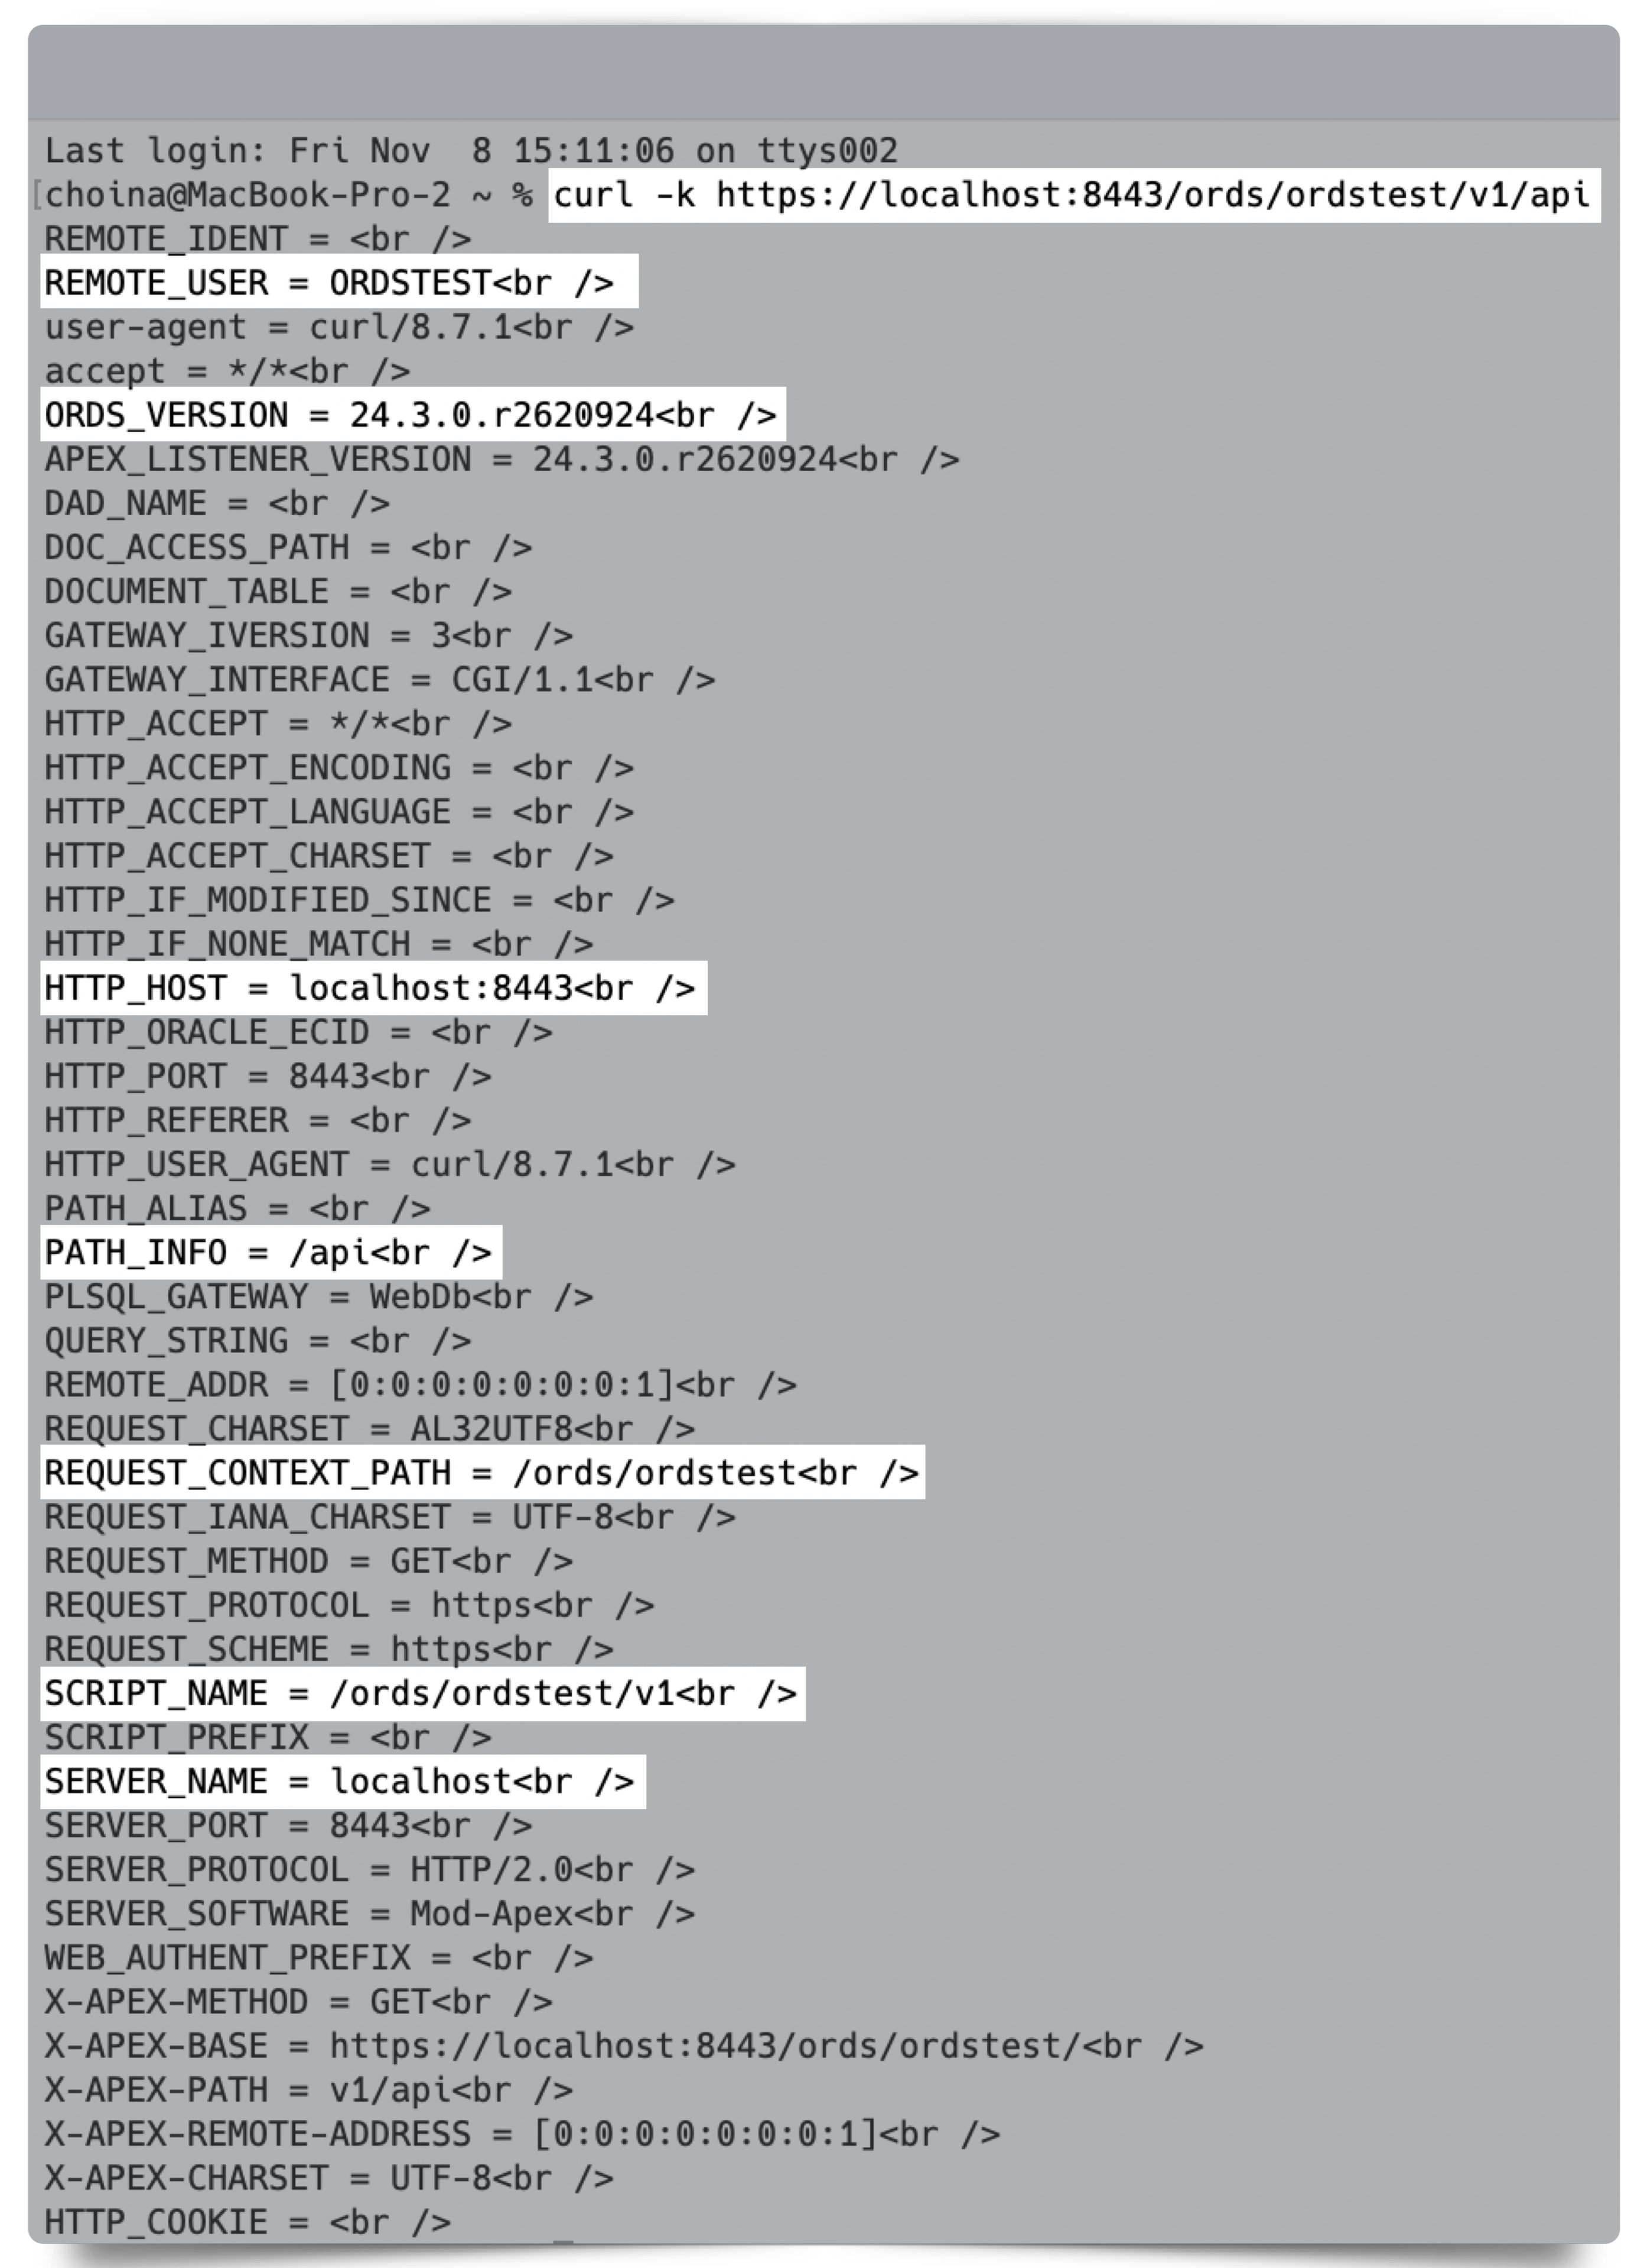 Last login: Fri Nov  8 15:11:06 on ttys002
[choina@MacBook-Pro-2 ~ % curl -k https://localhost:8443/ords/ordstest/v1/api
REMOTE_IDENT = <br />
REMOTE_USER = ORDSTEST<br />
user-agent = curl/8.7.1<br />
accept = */*<br />
ORDS_VERSION = 24.3.0.r2620924<br />
APEX_LISTENER_VERSION = 24.3.0.r2620924<br />
DAD_NAME = <br />
DOC_ACCESS_PATH = <br />
DOCUMENT_TABLE = <br />
GATEWAY_IVERSION = 3<br />
GATEWAY_INTERFACE = CGI/1.1<br />
HTTP_ACCEPT = */*<br />
HTTP_ACCEPT_ENCODING = <br />
HTTP_ACCEPT_LANGUAGE = <br />
HTTP_ACCEPT_CHARSET = <br />
HTTP_IF_MODIFIED_SINCE = <br />
HTTP_IF_NONE_MATCH = <br />
HTTP_HOST = localhost:8443<br />
HTTP_ORACLE_ECID = <br />
HTTP_PORT = 8443<br />
HTTP_REFERER = <br />
HTTP_USER_AGENT = curl/8.7.1<br />
PATH_ALIAS = <br />
PATH_INFO = /api<br />
PLSQL_GATEWAY = WebDb<br />
QUERY_STRING = <br />
REMOTE_ADDR = [0:0:0:0:0:0:0:1]<br />
REQUEST_CHARSET = AL32UTF8<br />
REQUEST_CONTEXT_PATH = /ords/ordstest<br />
REQUEST_IANA_CHARSET = UTF-8<br />
REQUEST_METHOD = GET<br />
REQUEST_PROTOCOL = https<br />
REQUEST_SCHEME = https<br />
SCRIPT_NAME = /ords/ordstest/v1<br />
SCRIPT_PREFIX = <br />
SERVER_NAME = localhost<br />
SERVER_PORT = 8443<br />
SERVER_PROTOCOL = HTTP/2.0<br />
SERVER_SOFTWARE = Mod-Apex<br />
WEB_AUTHENT_PREFIX = <br />
X-APEX-METHOD = GET<br />
X-APEX-BASE = https://localhost:8443/ords/ordstest/<br />
X-APEX-PATH = v1/api<br />
X-APEX-REMOTE-ADDRESS = [0:0:0:0:0:0:0:1]<br />
X-APEX-CHARSET = UTF-8<br />
HTTP_COOKIE = <br />